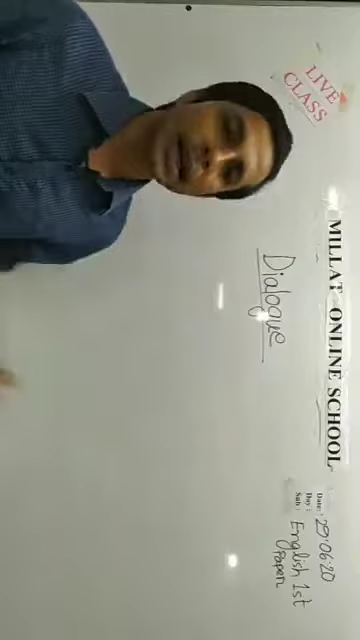 LIVE
CLASS
MILLAT ONLINE SCHOOL
Date: 29.06.20
Day:
Sub: English 1st
Paper
Dialogue